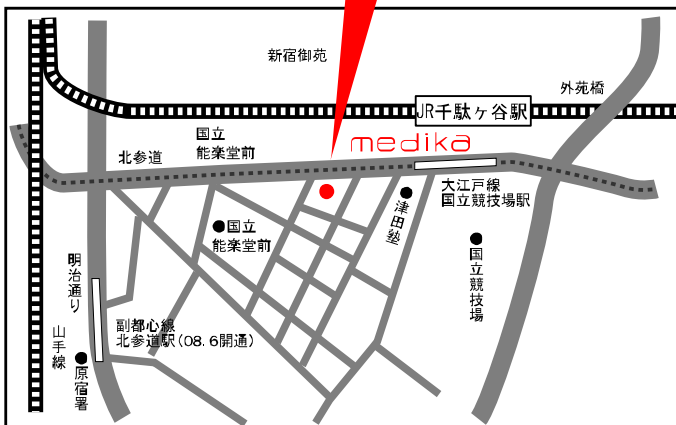 新宿御苑
外苑橋
JR千駄ヶ谷駅
国立
能楽堂前
medika
北参道
大江戸線
国立競技場駅
国立
能楽堂前
津田塾
国立競技場
明治通り
副都心線
北参道駅(08.6開通)
山手線
原宿署